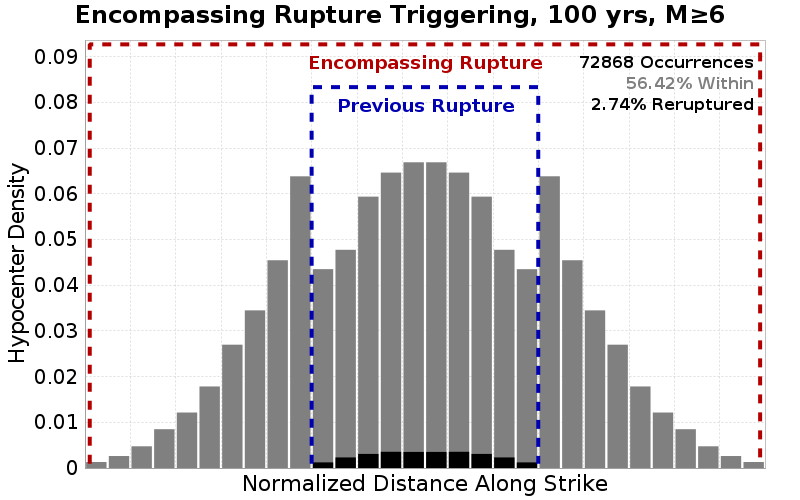 Encompassing Rupture Triggering, 100 yrs, M≥6
Encompassing Rupture
Previous Rupture
72868 Occurrences
56.42% Within
2.74% Reruptured
Hypocenter Density
0.09
0.08
0.07
0.06
0.05
0.04
0.03
0.02
0.01
0
Normalized Distance Along Strike